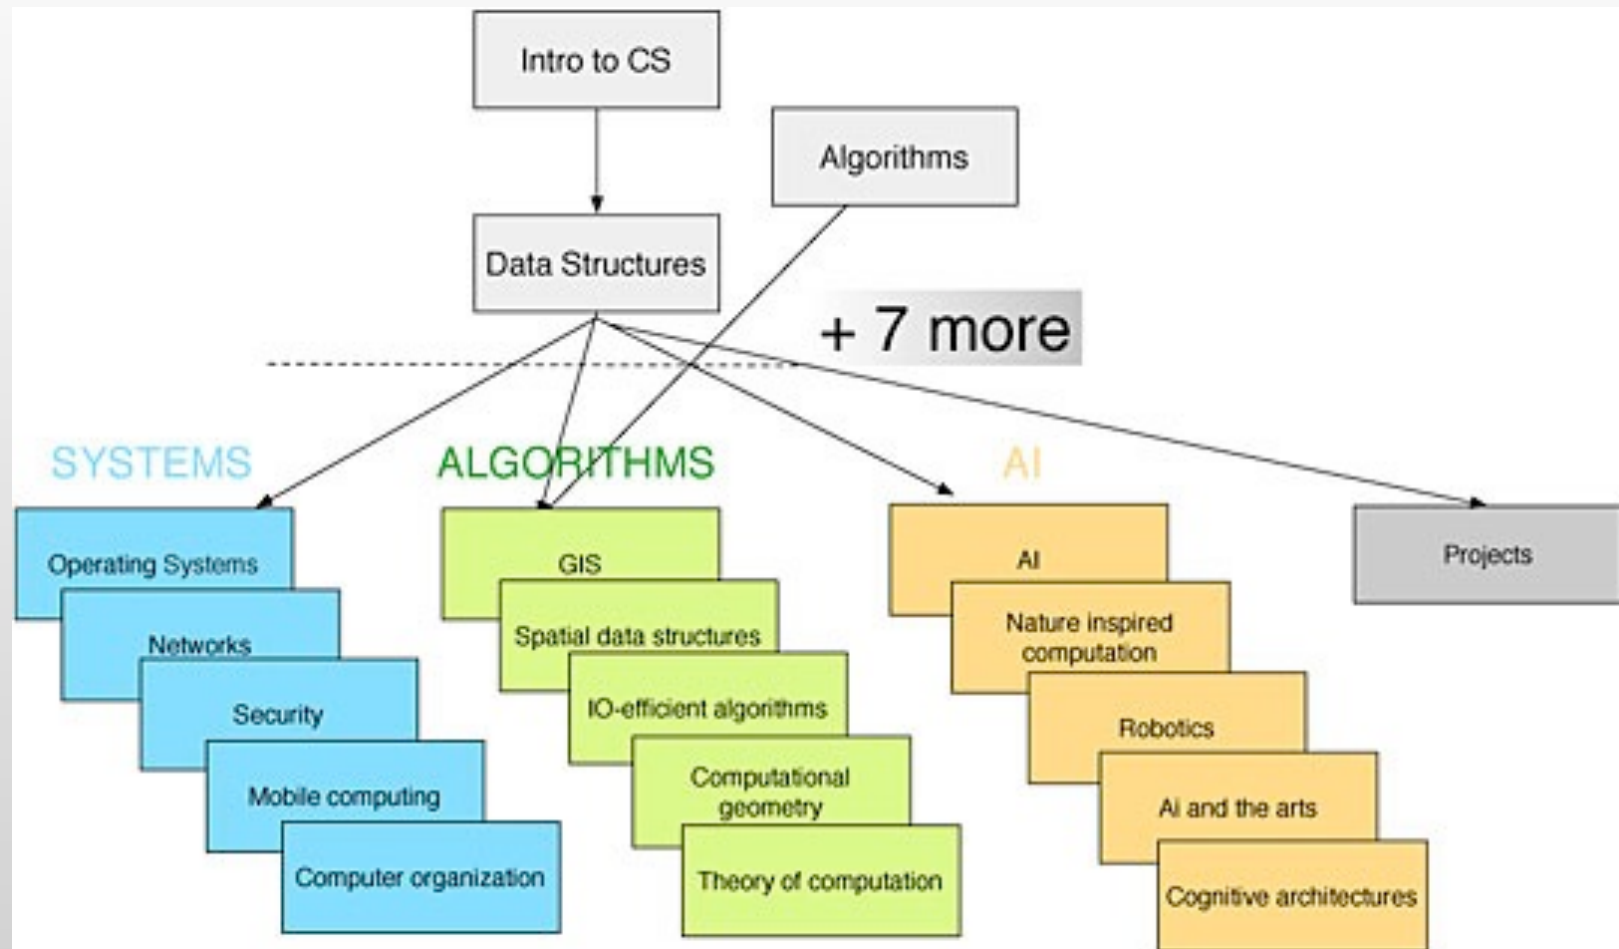 Intro to CS
Algorithms
Data Structures
+ 7 more
SYSTEMS
ALGORITHMS
AI
Operating Systems
Networks
Security
Mobile computing
Computer organization
GIS
Spatial data structures
IO-efficient algorithms
Computational
geometry
Theory of computation
AI
Nature inspired
computation
Robotics
Ai and the arts
Cognitive architectures
Projects